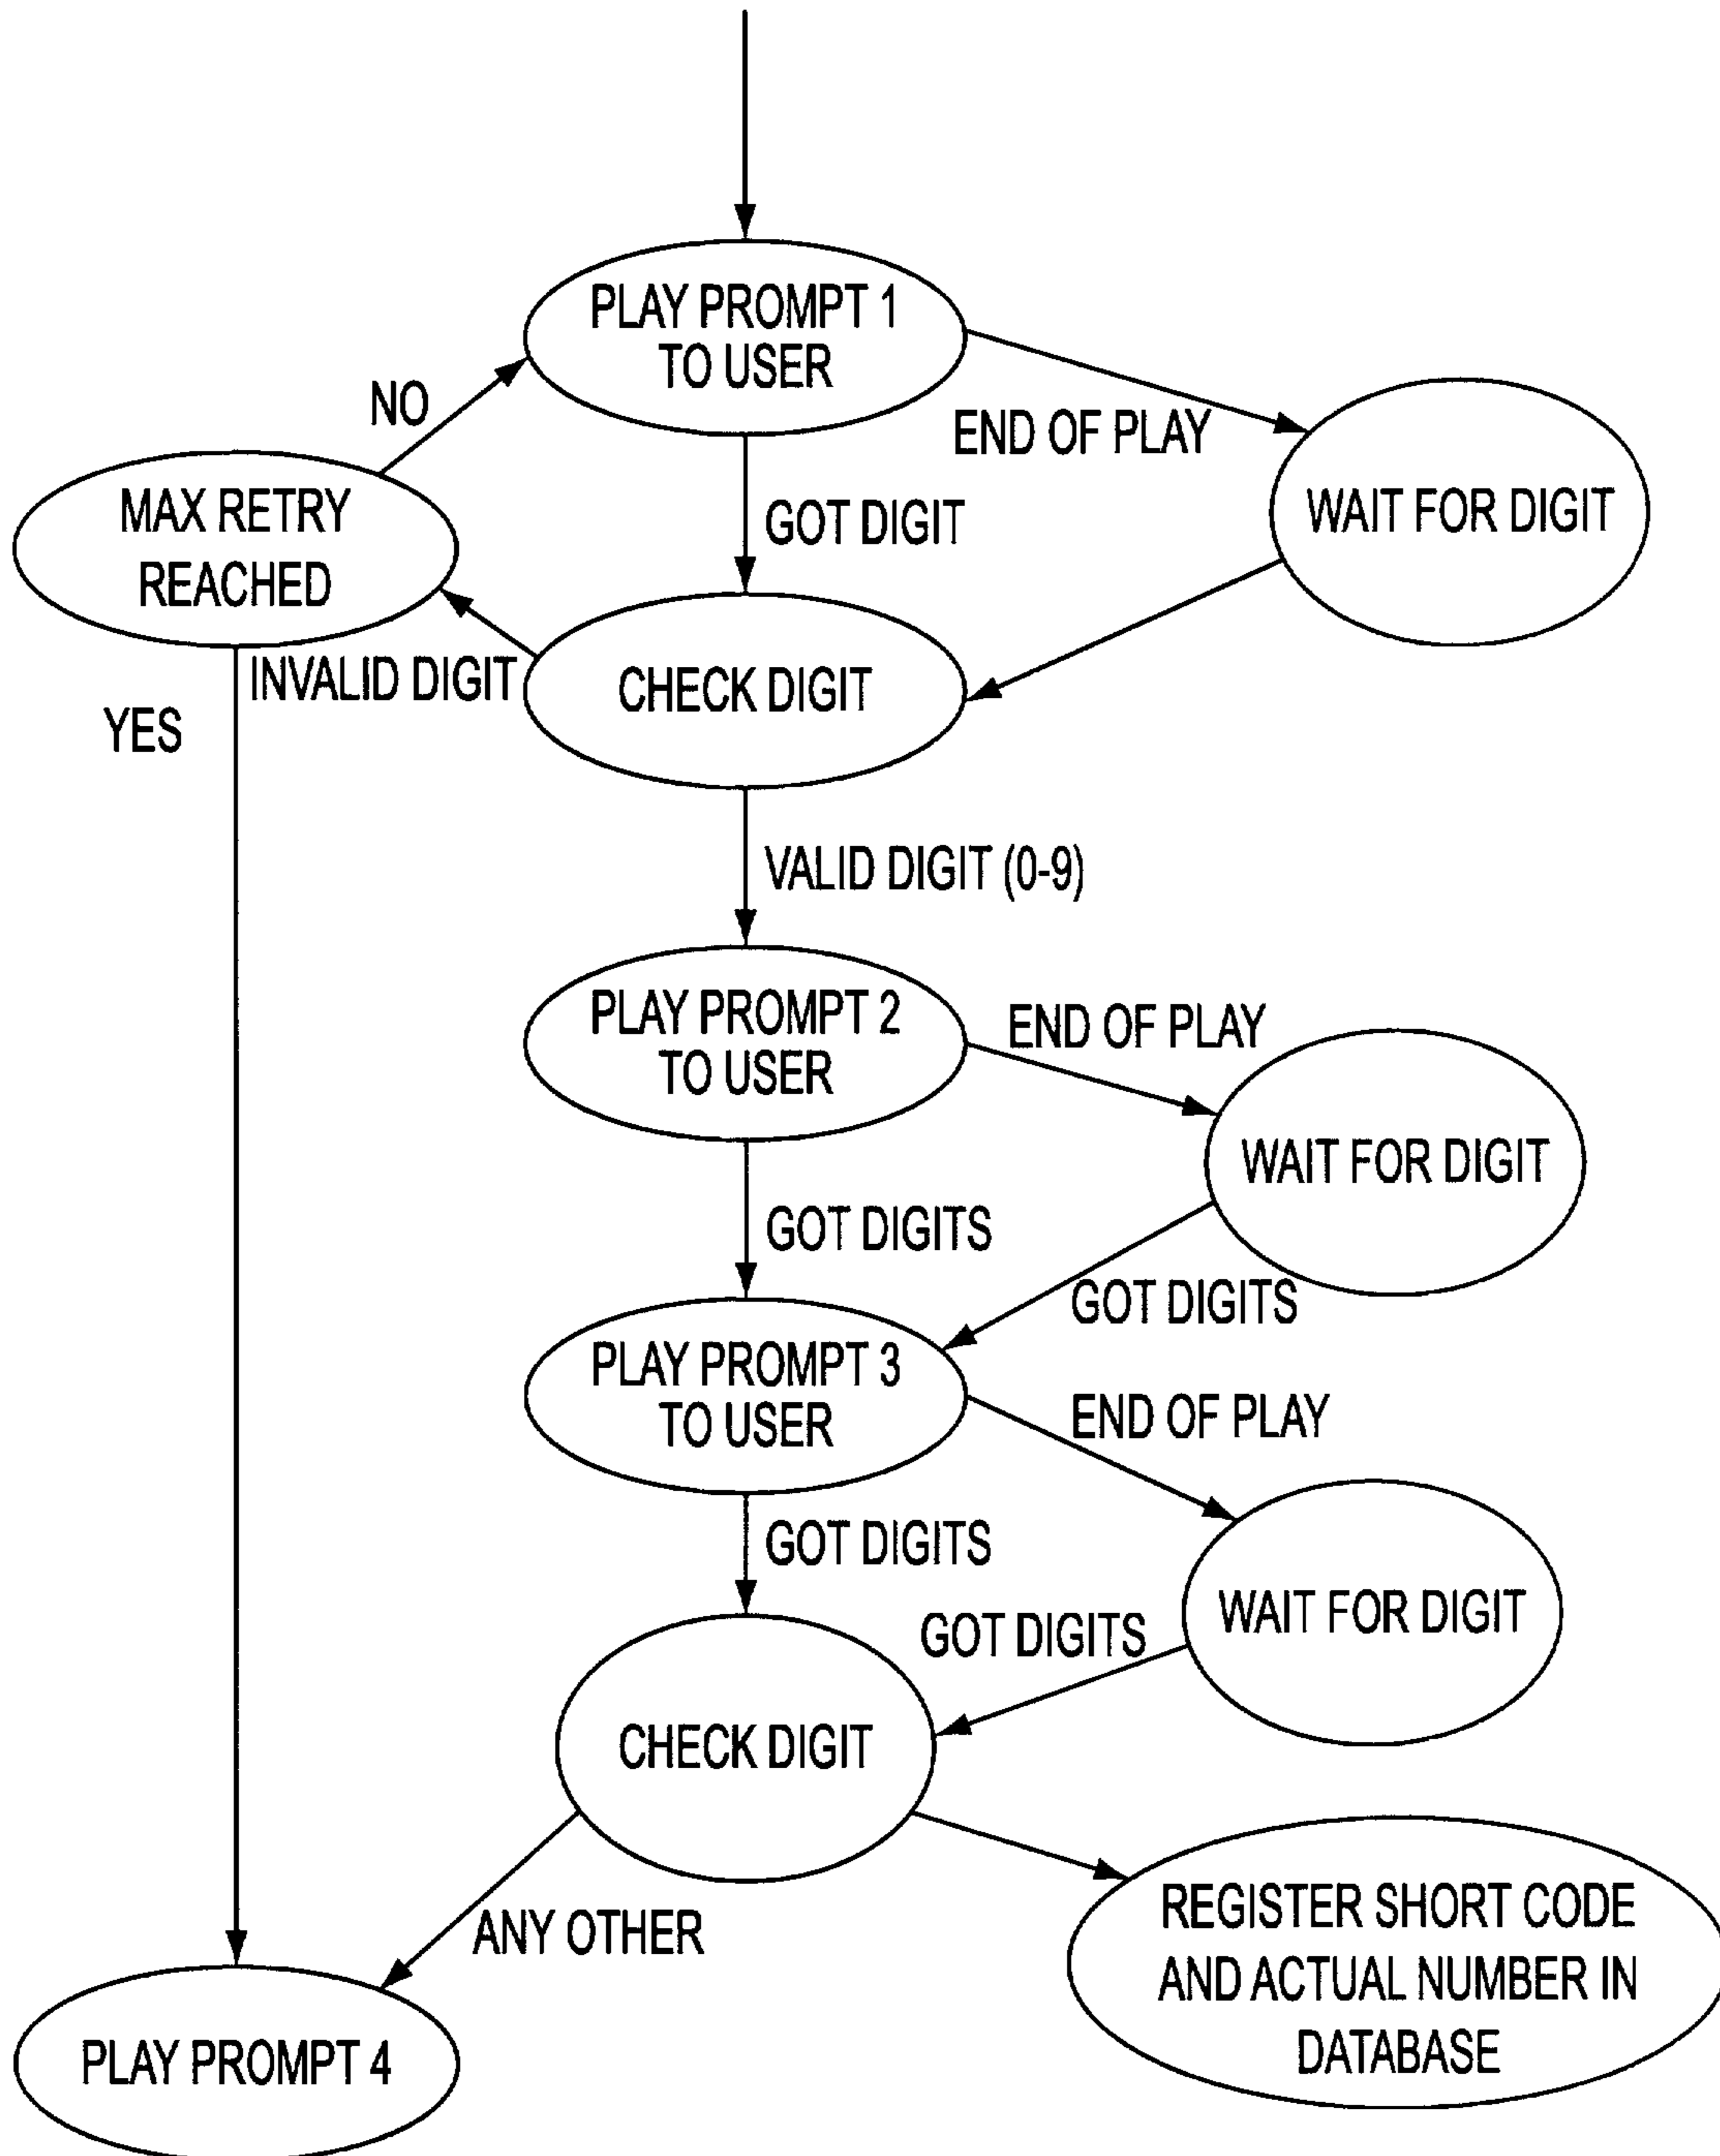 PLAY PROMPT 1
TO USER
NO
END OF PLAY
MAX RETRY
REACHED
GOT DIGIT
WAIT FOR DIGIT
INVALID DIGIT
CHECK DIGIT
YES
VALID DIGIT (0-9)
PLAY PROMPT 2
TO USER
END OF PLAY
WAIT FOR DIGIT
GOT DIGITS
GOT DIGITS
PLAY PROMPT 3
TO USER
END OF PLAY
GOT DIGITS
WAIT FOR DIGIT
GOT DIGITS
CHECK DIGIT
ANY OTHER
REGISTER SHORT CODE
AND ACTUAL NUMBER IN
DATABASE
PLAY PROMPT 4